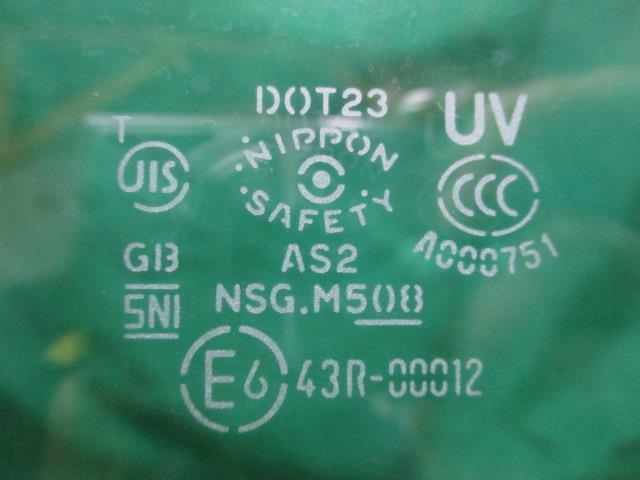 DOT23
UV
T
JIS
NIPPON
SAFETY
CCC
A000751
GB
AS2
SNI
NSG.M508
E6 43R-00012